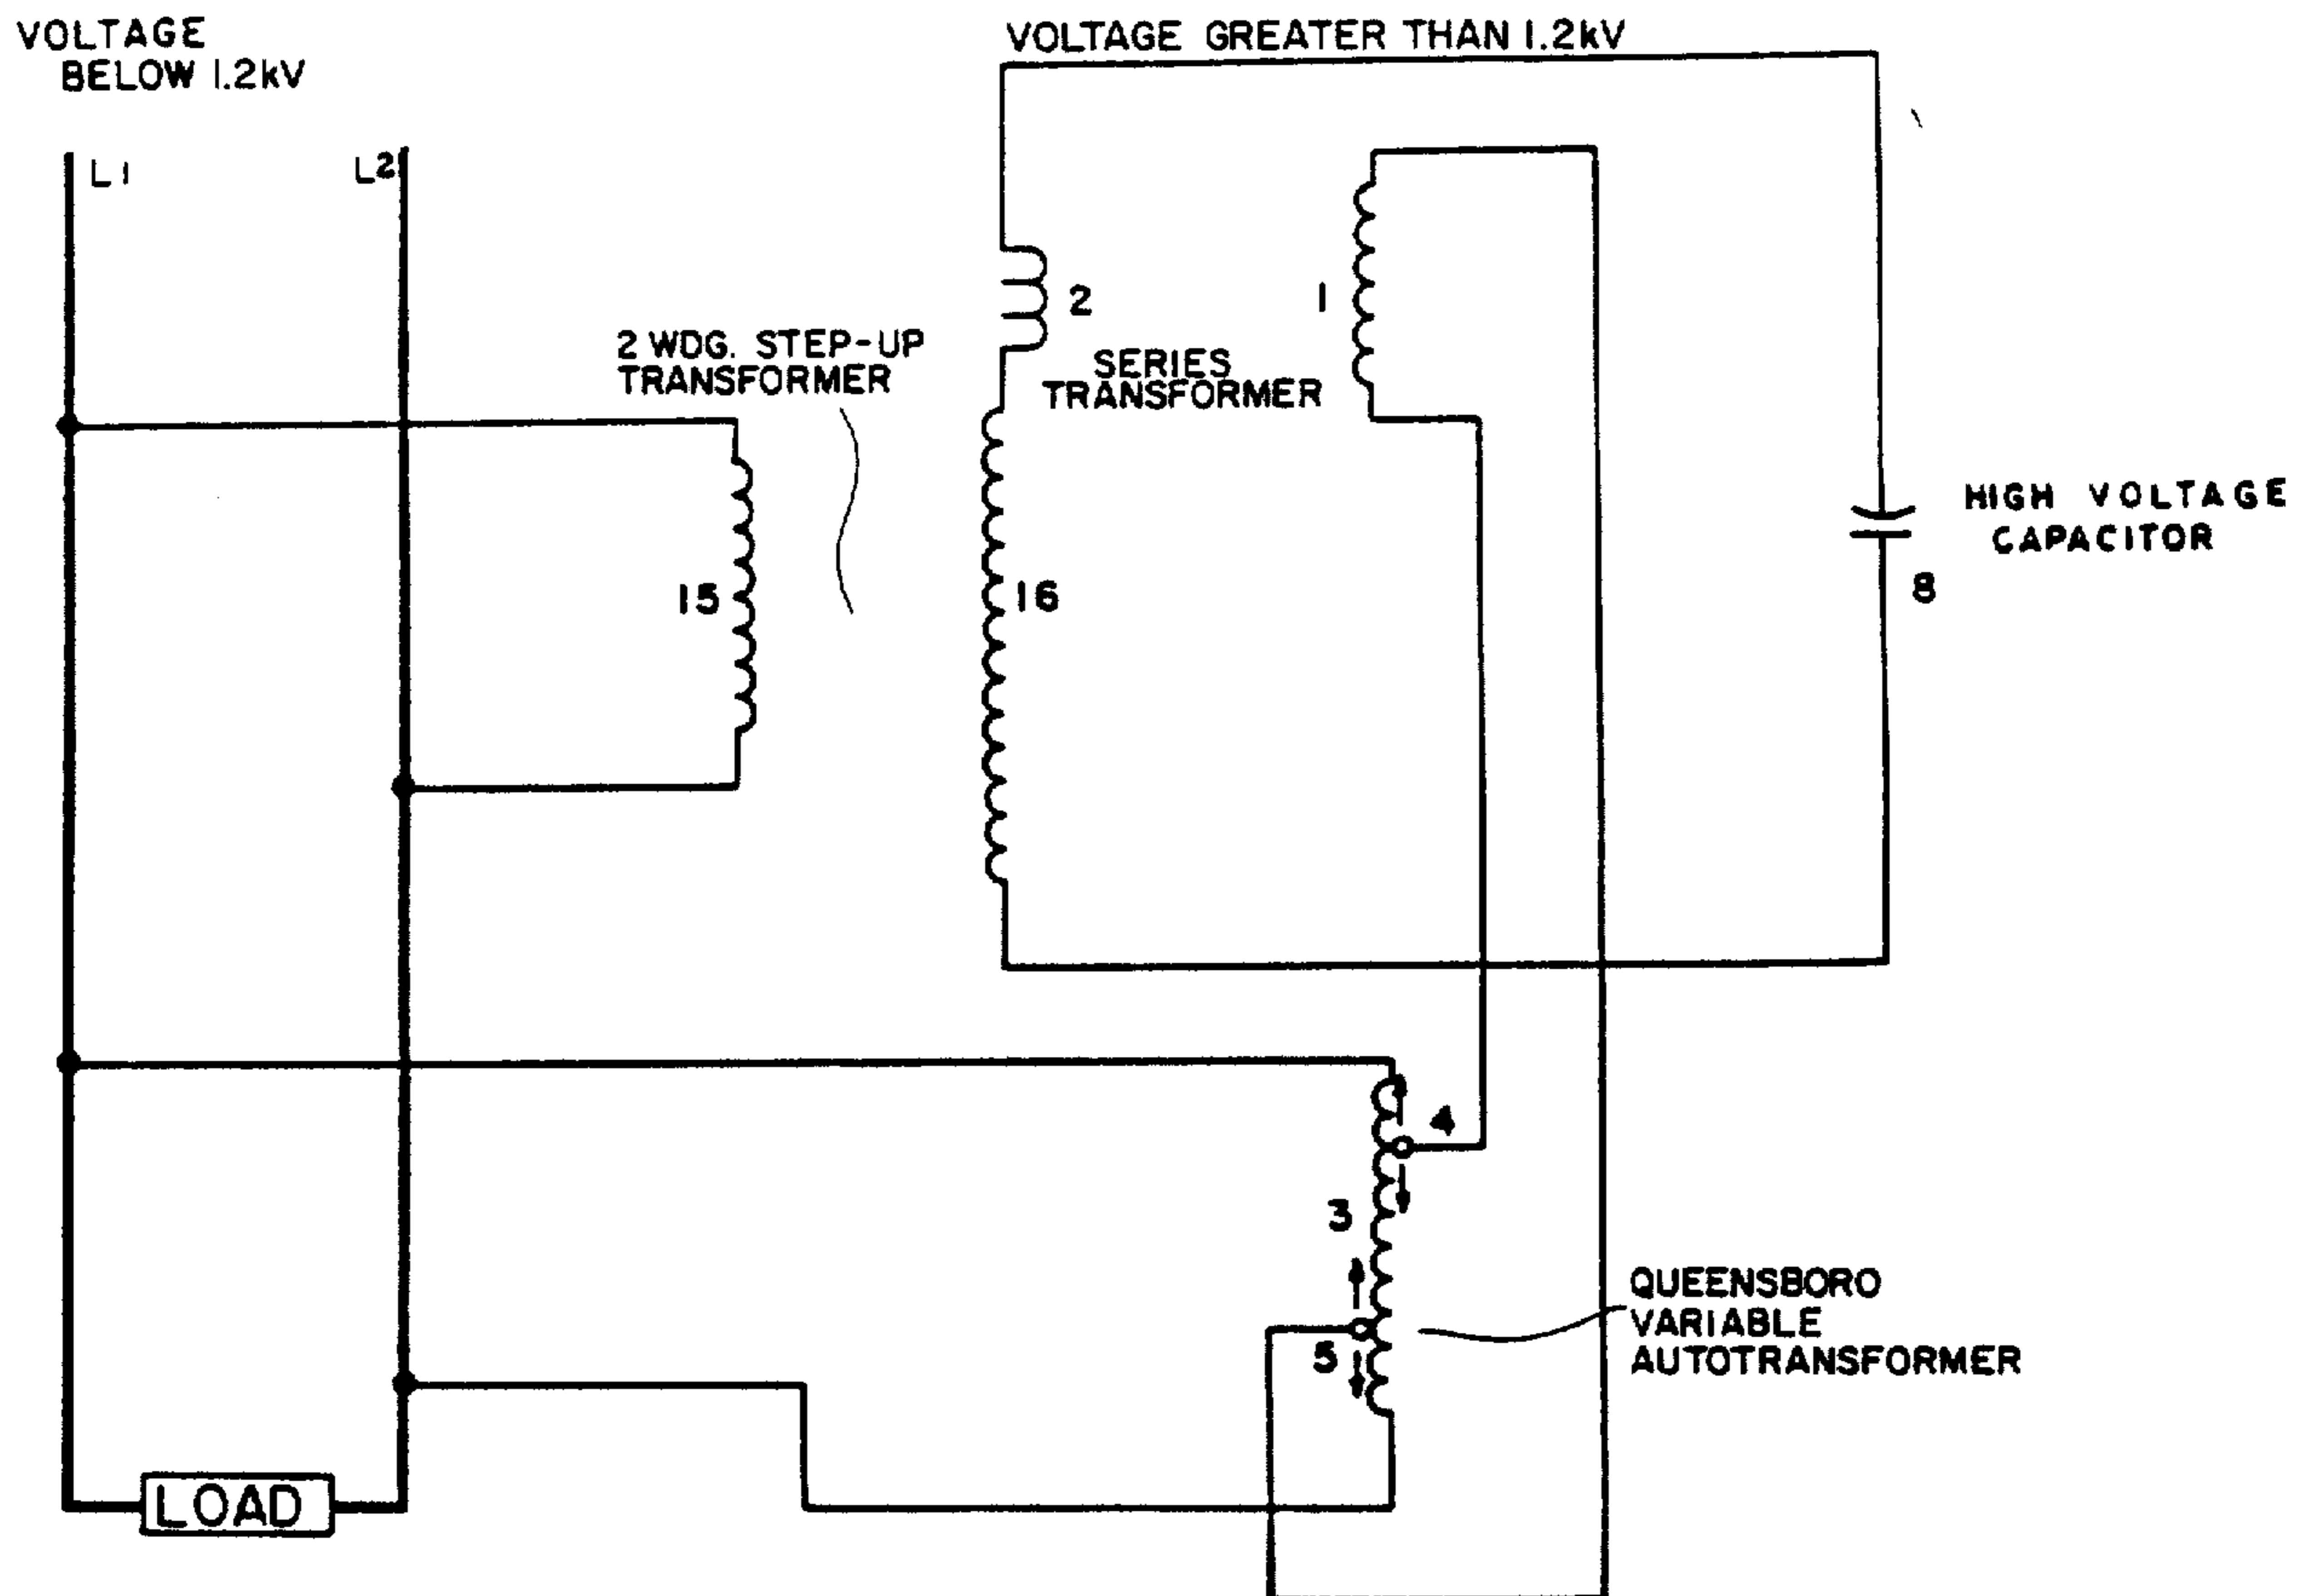 VOLTAGE
BELOW 1.2kV
VOLTAGE GREATER THAN 1.2kV
L1
L2
2
1
2 WDG. STEP-UP
TRANSFORMER
SERIES
TRANSFORMER
HIGH VOLTAGE
CAPACITOR
15
16
8
4
3
5
QUEENSBORO
VARIABLE
AUTOTRANSFORMER
LOAD